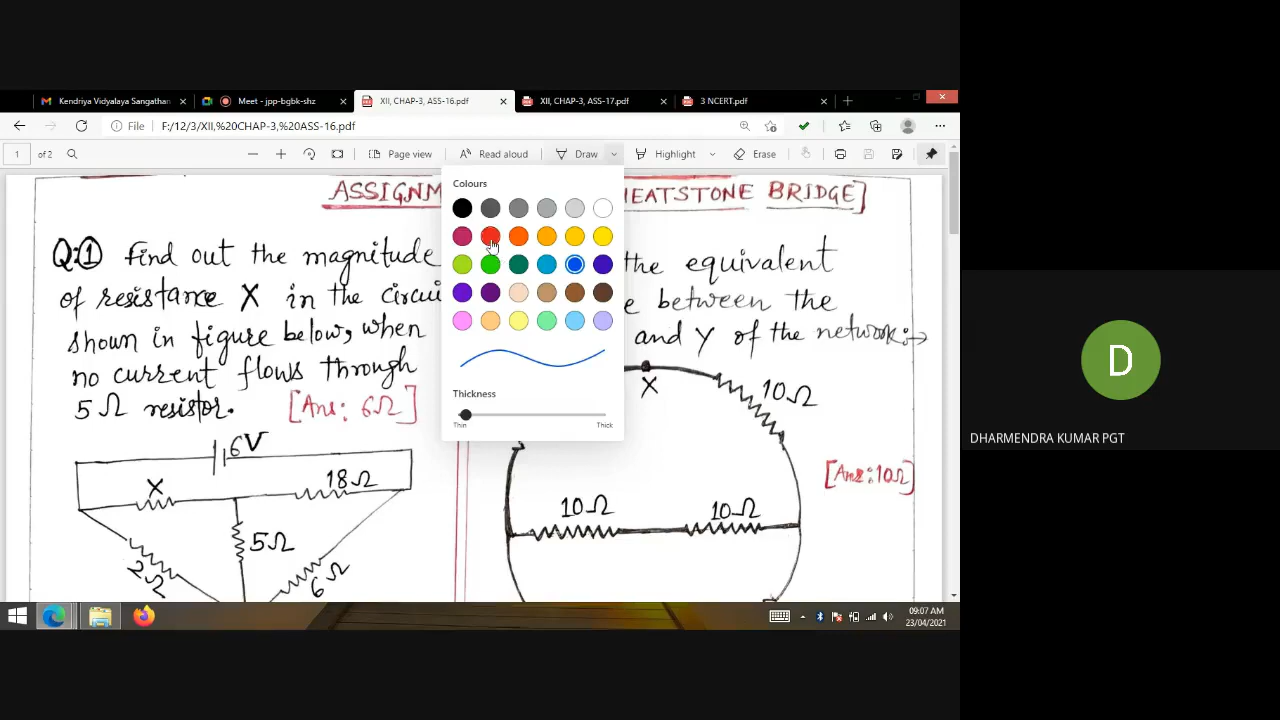 Kendriya Vidyalaya Sangathan
Meet - jpp-bgbk-shz
XII, CHAP-3, ASS-16.pdf
XII, CHAP-3, ASS-17.pdf
3 NCERT.pdf
File
F:/12/3/XII,%20CHAP-3,%20ASS-16.pdf
1 of 2
Page view
Read aloud
Draw
Highlight
Erase
Colours
Thickness
Thin
Thick
ASSIGNM
HEATSTONE BRIDGE]
Q:① Find out the magnitude
of resistance X in the circui
shown in figure below, when
no current flows through
5Ω resistor. [Ans: 6Ω]
6V
X
18Ω
5Ω
2Ω
6Ω
the equivalent
e between the
and Y of the network:→
X
10Ω
[Ans:10Ω]
10Ω
10Ω
09:07 AM
23/04/2021
D
DHARMENDRA KUMAR PGT